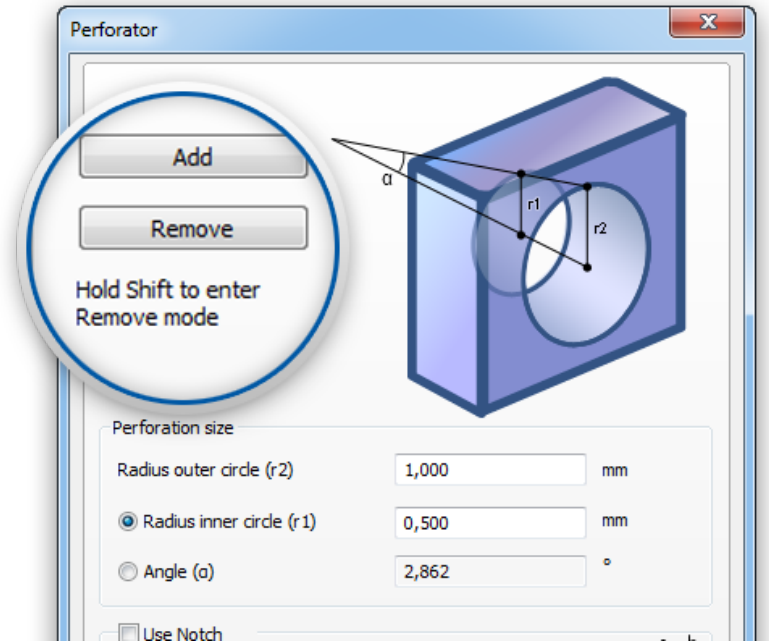 Perforator
Add
Remove
Hold Shift to enter
Remove mode
α
r1
r2
Perforation size
Radius outer circle (r2) 1,000 mm
Radius inner circle (r1) 0,500 mm
Angle (α) 2,862 °
Use Notch